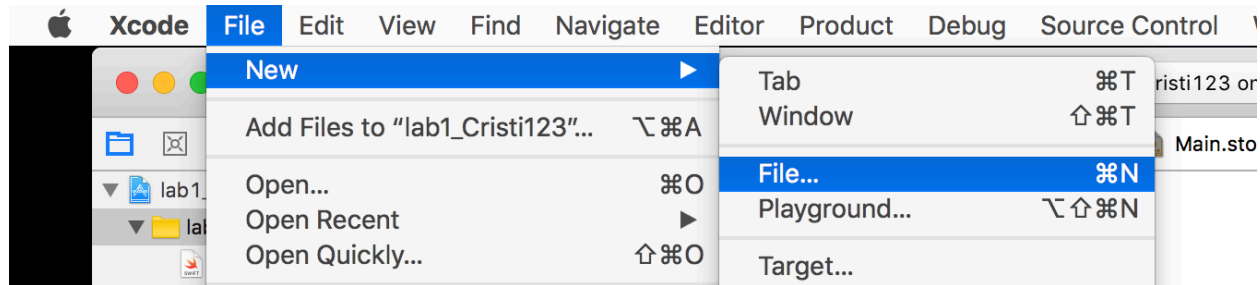 Xcode File Edit View Find Navigate Editor Product Debug Source Control
New ▶
Tab ⌘T
risti123 on
Window ⇧⌘T
Add Files to “lab1_Cristi123”... ⌥⌘A
Main.sto
File... ⌘N
lab1_
Open... ⌘O
Playground... ⌥⇧⌘N
Open Recent ▶
Open Quickly... ⇧⌘O
Target...
SWIFT